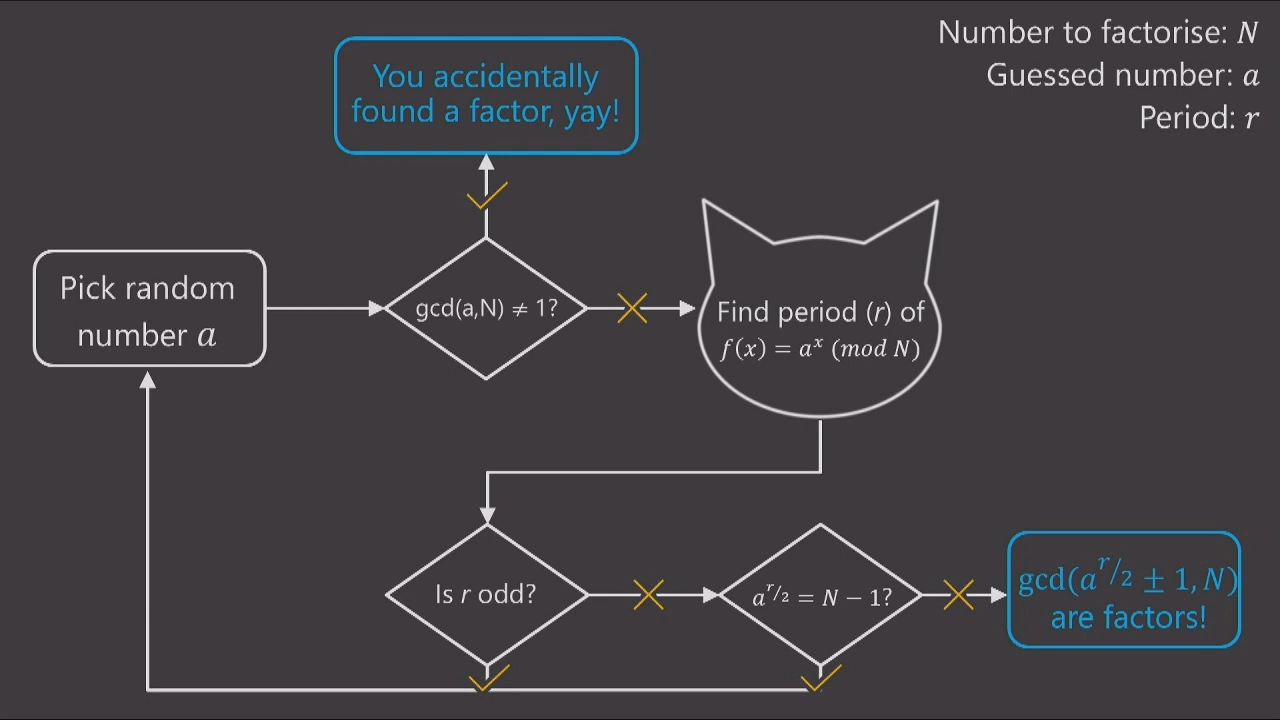 Number to factorise: N
Guessed number: a
Period: r
You accidentally
found a factor, yay!
Pick random
number a
gcd(a,N) ≠ 1?
Find period (r) of
f(x) = a^x (mod N)
Is r odd?
a^{r/2} = N − 1?
gcd(a^{r/2} ± 1, N)
are factors!